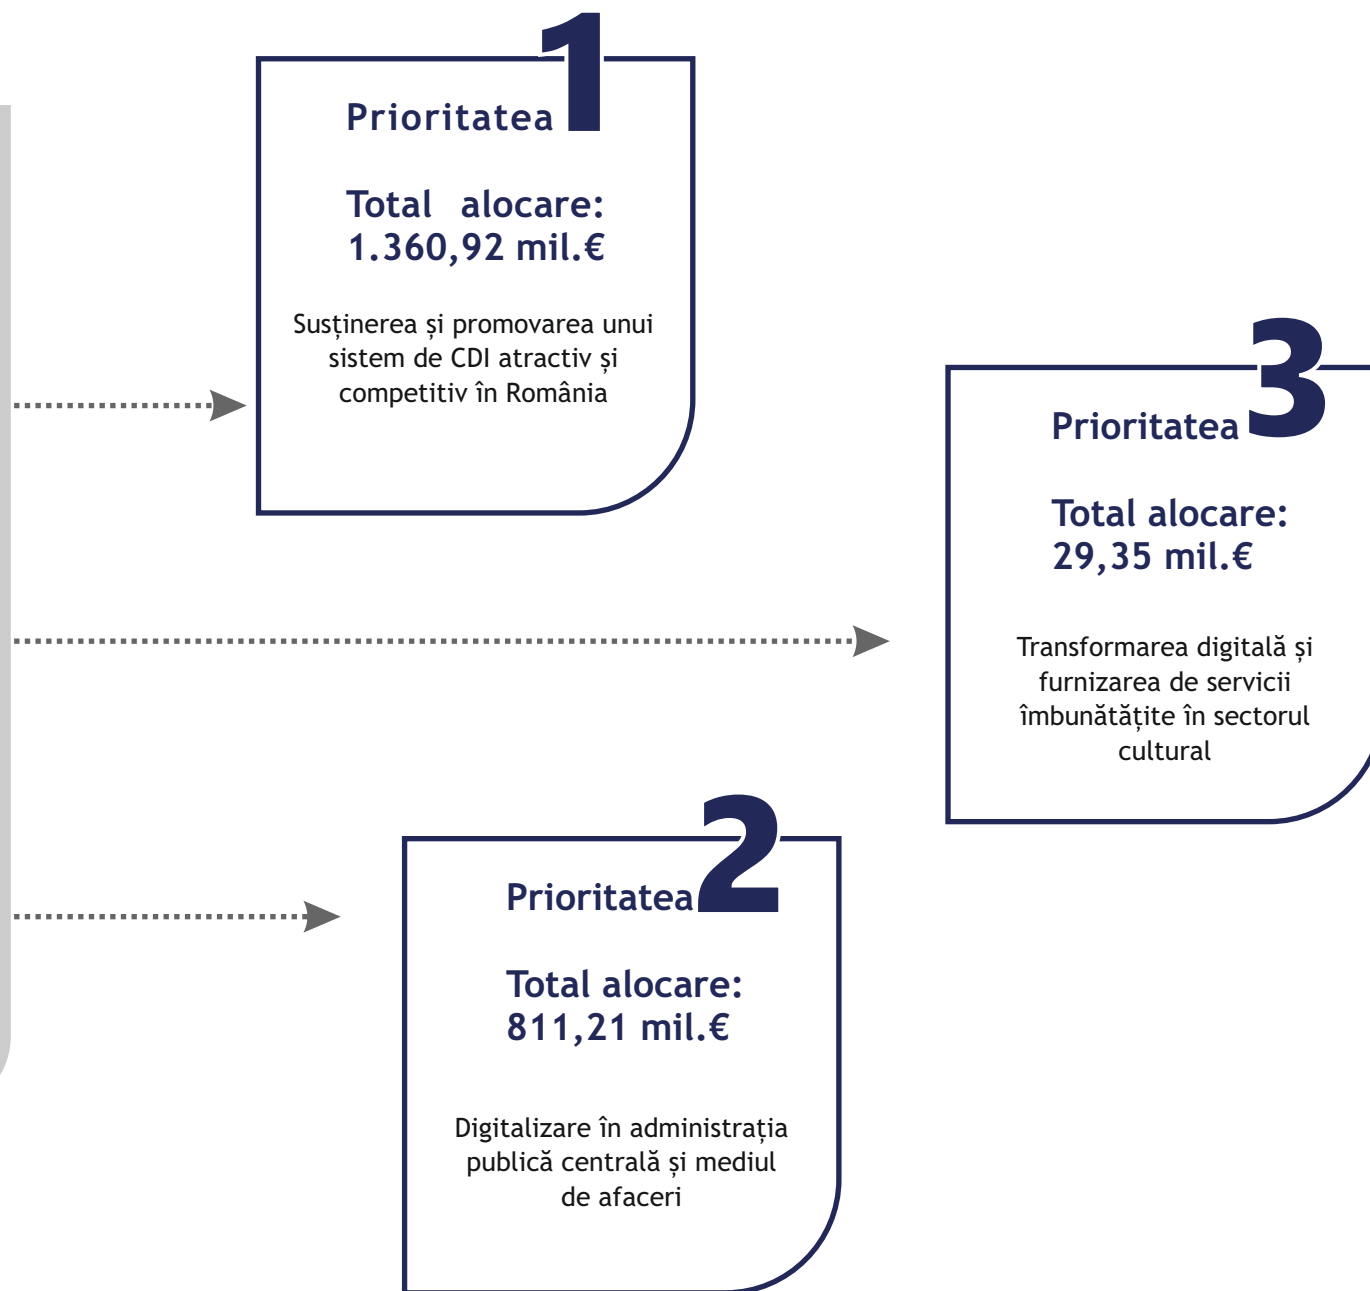 Prioritatea 1
Total alocare:
1.360,92 mil.€
Susținerea și promovarea unui
sistem de CDI atractiv și
competitiv în România
Prioritatea 3
Total alocare:
29,35 mil.€
Transformarea digitală și
furnizarea de servicii
îmbunătățite în sectorul
cultural
Prioritatea 2
Total alocare:
811,21 mil.€
Digitalizare în administrația
publică centrală și mediul
de afaceri